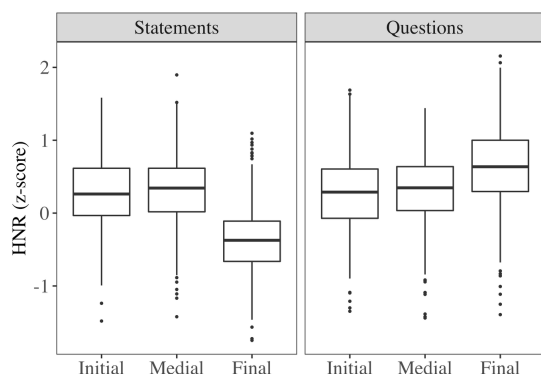 Statements Questions
HNR (z-score)
2
1
0
-1
Initial Medial Final Initial Medial Final